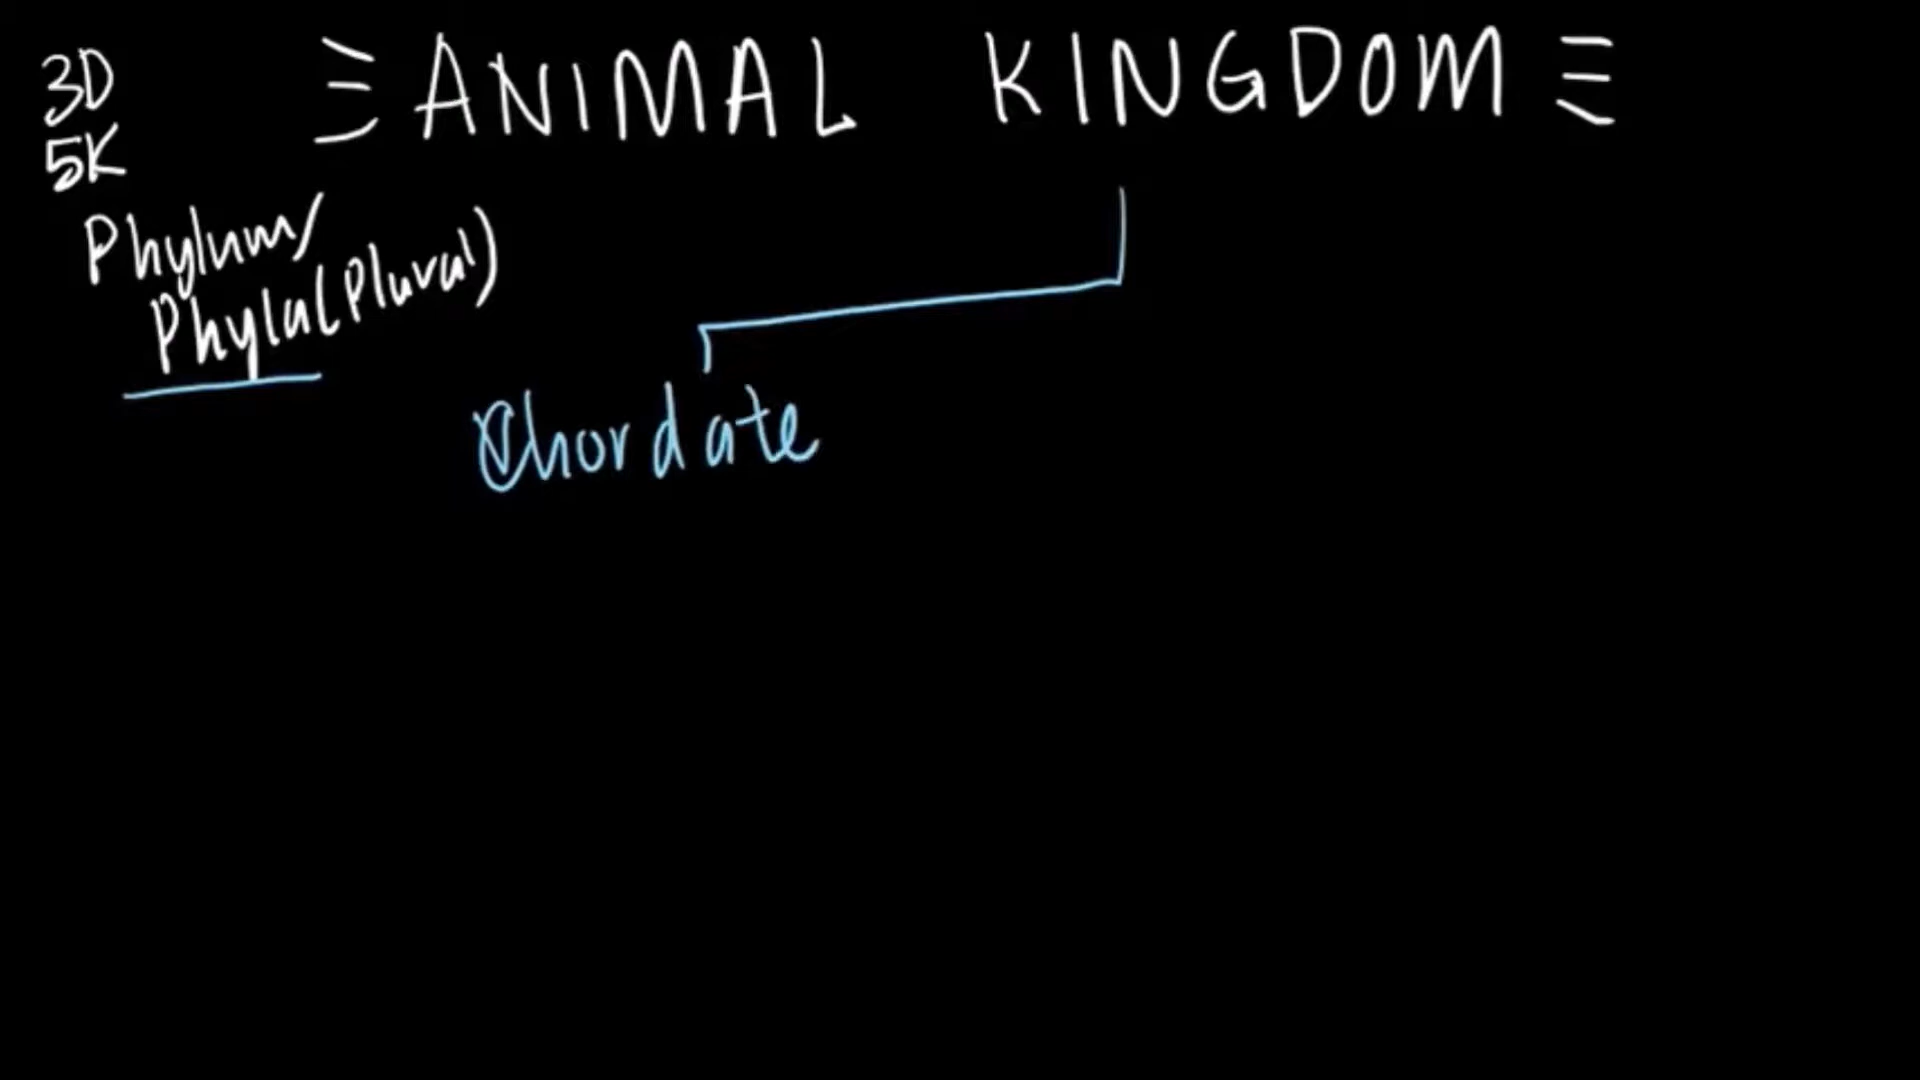 3D
ANIMAL KINGDOM
5K
Phylum/
Phyla(Plural)
Chordate